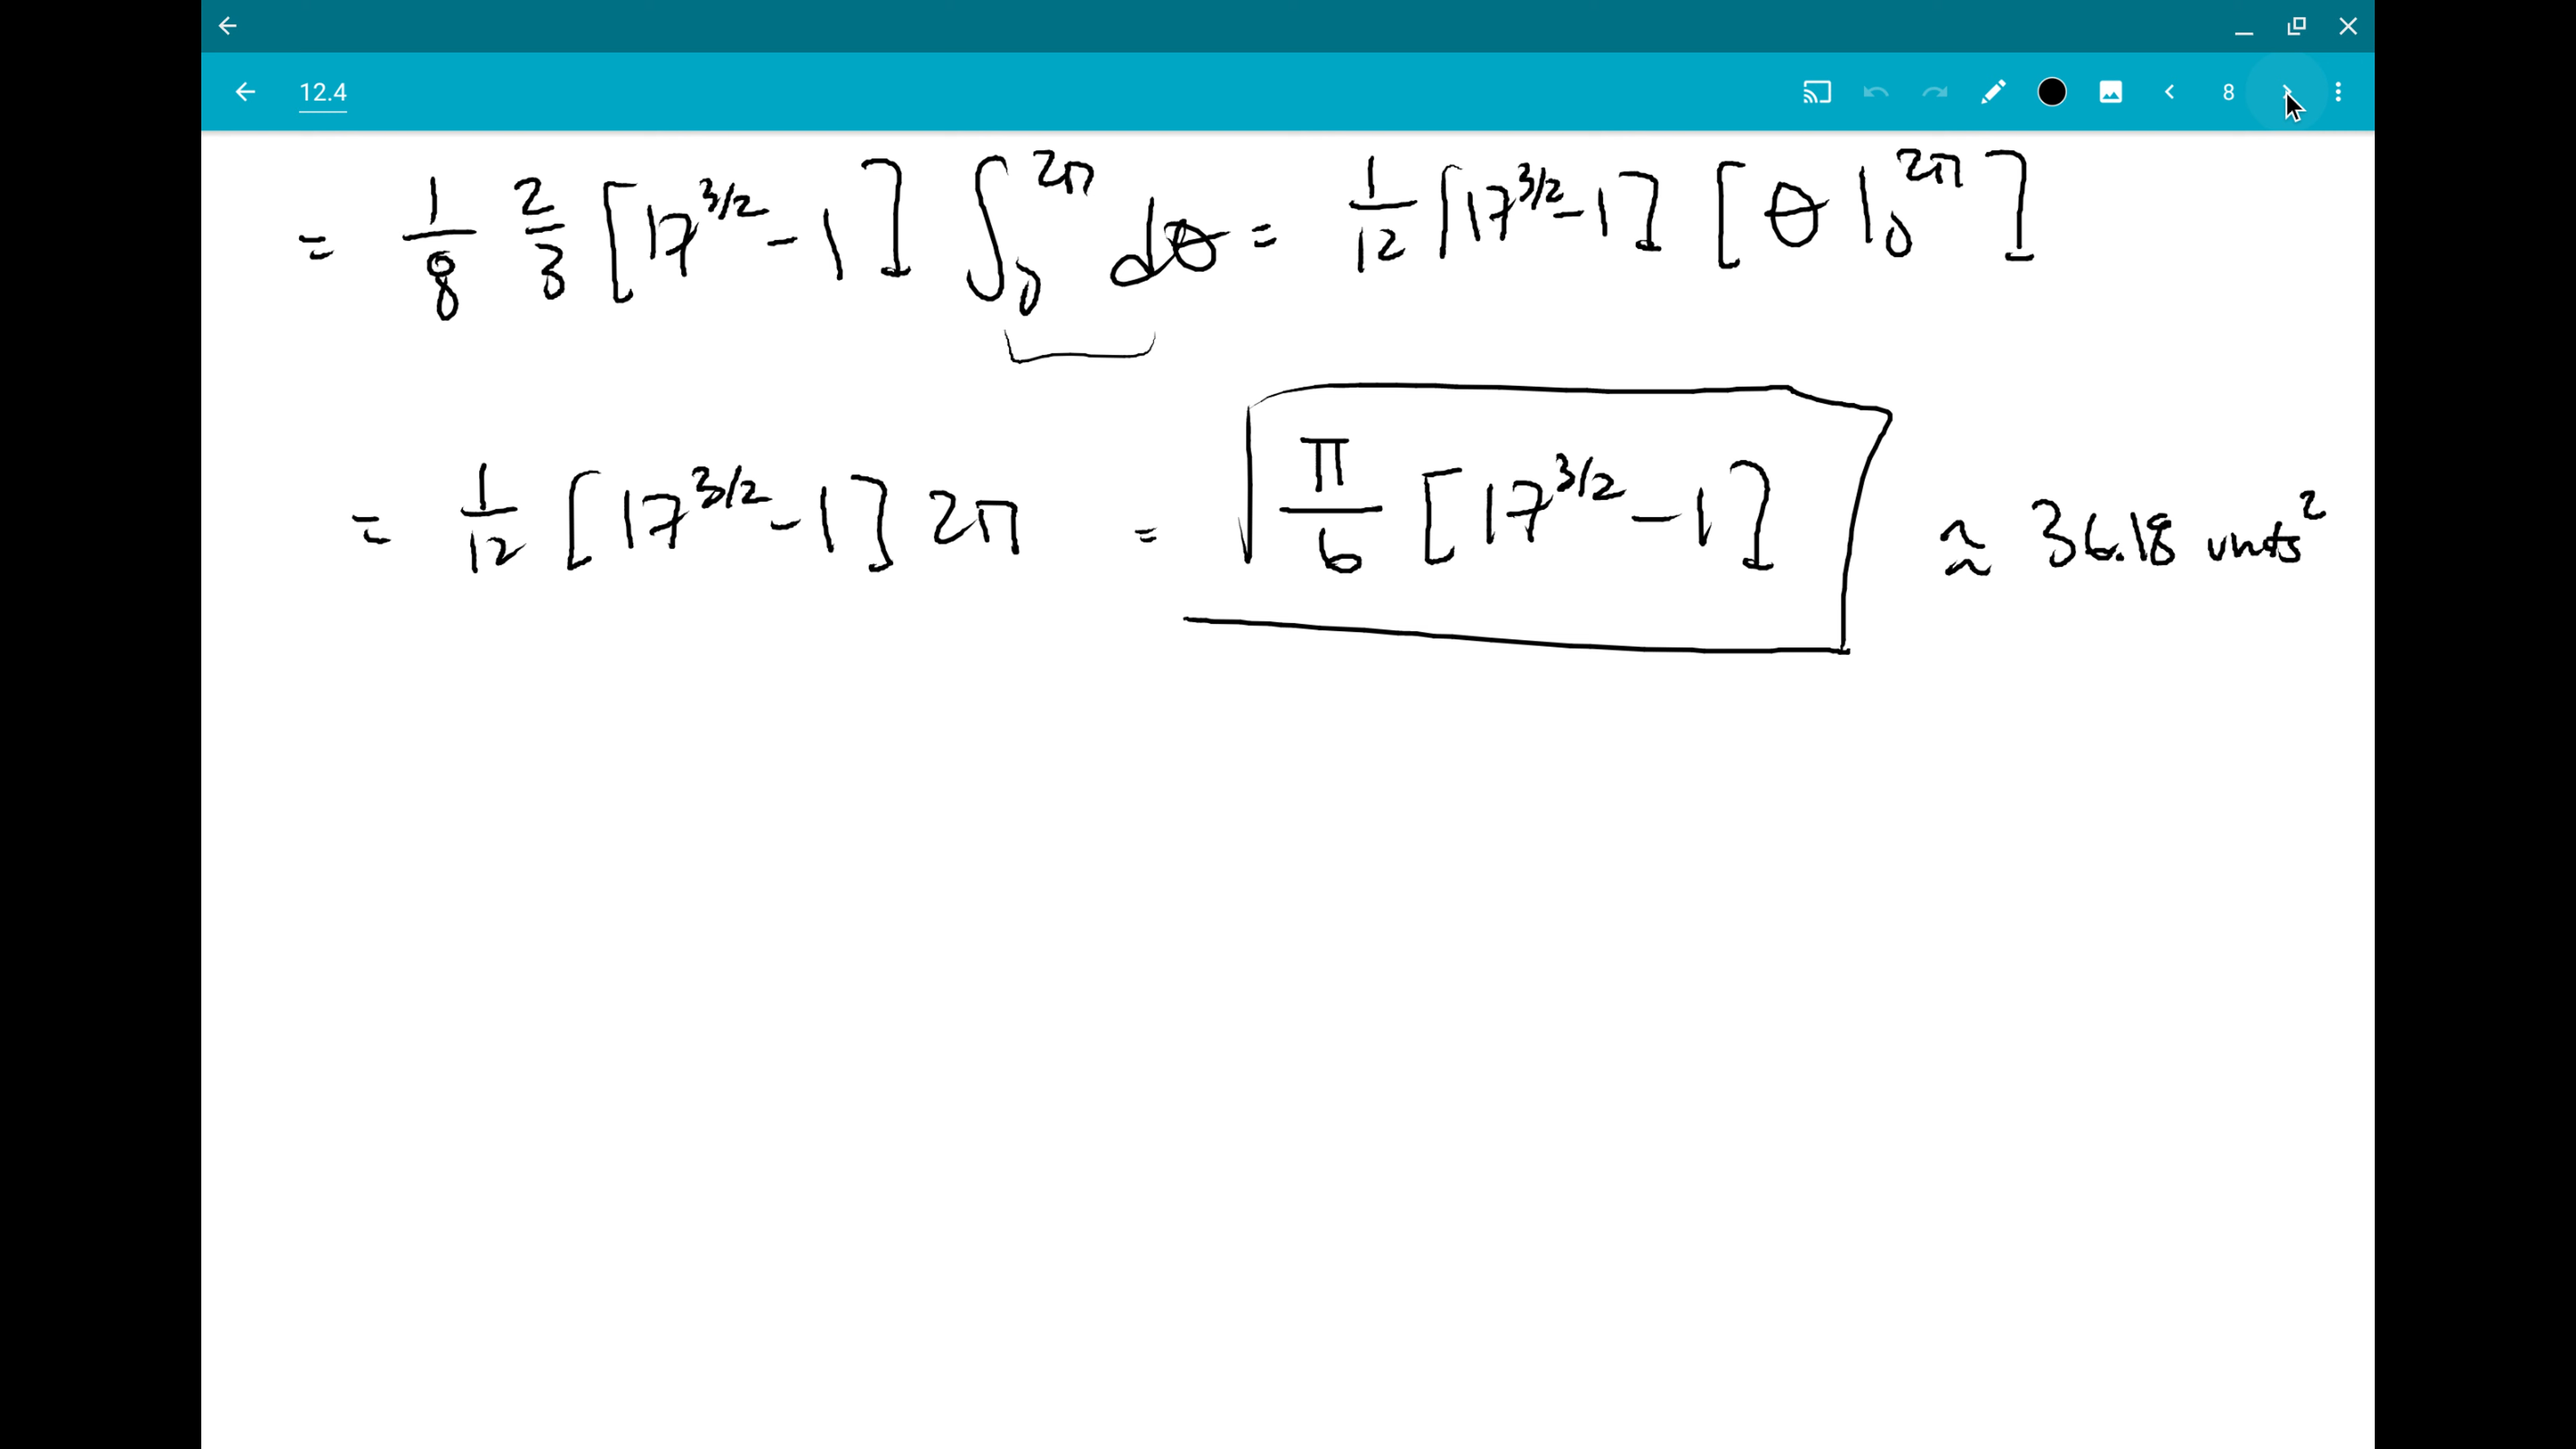 12.4
8
= 1/8 2/3 [17^3/2 - 1] ∫_0^2π dθ = 1/12 [17^3/2 - 1] [θ |_0^2π]
= 1/12 [17^3/2 - 1] 2π = π/6 [17^3/2 - 1] ≈ 36.18 units²